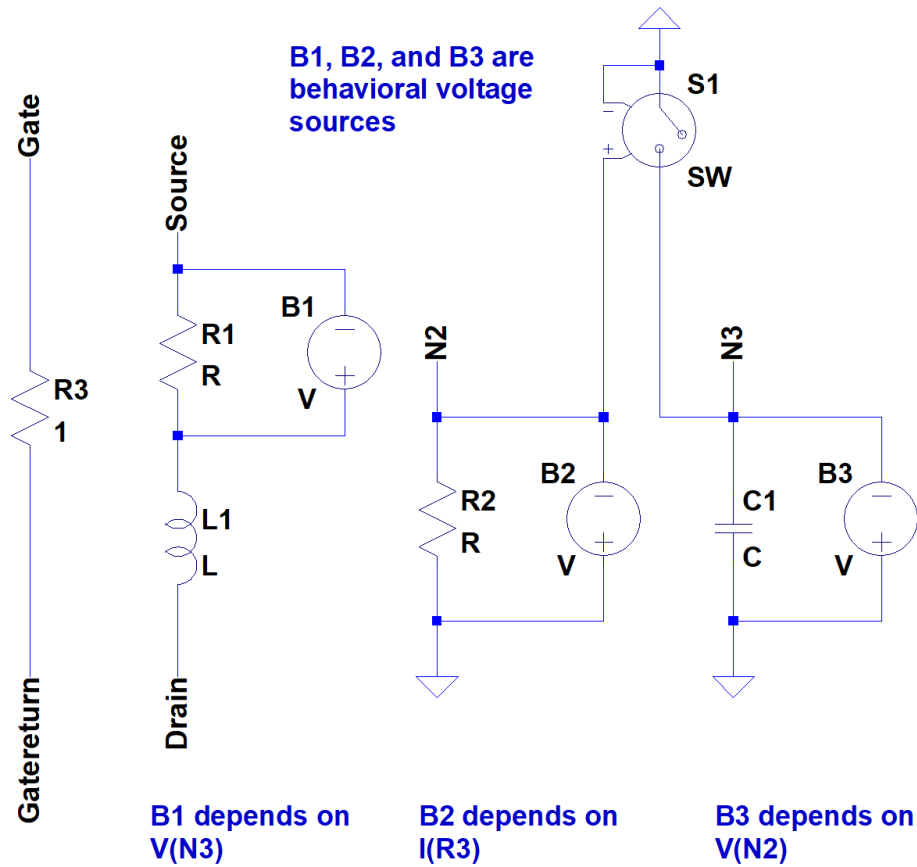 B1, B2, and B3 are
behavioral voltage
sources
S1
SW
Gate
R3
1
Gatereturn
Source
R1
R
B1
V
L1
L
Drain
N2
R2
R
B2
V
N3
C1
C
B3
V
B1 depends on
V(N3)
B2 depends on
I(R3)
B3 depends on
V(N2)